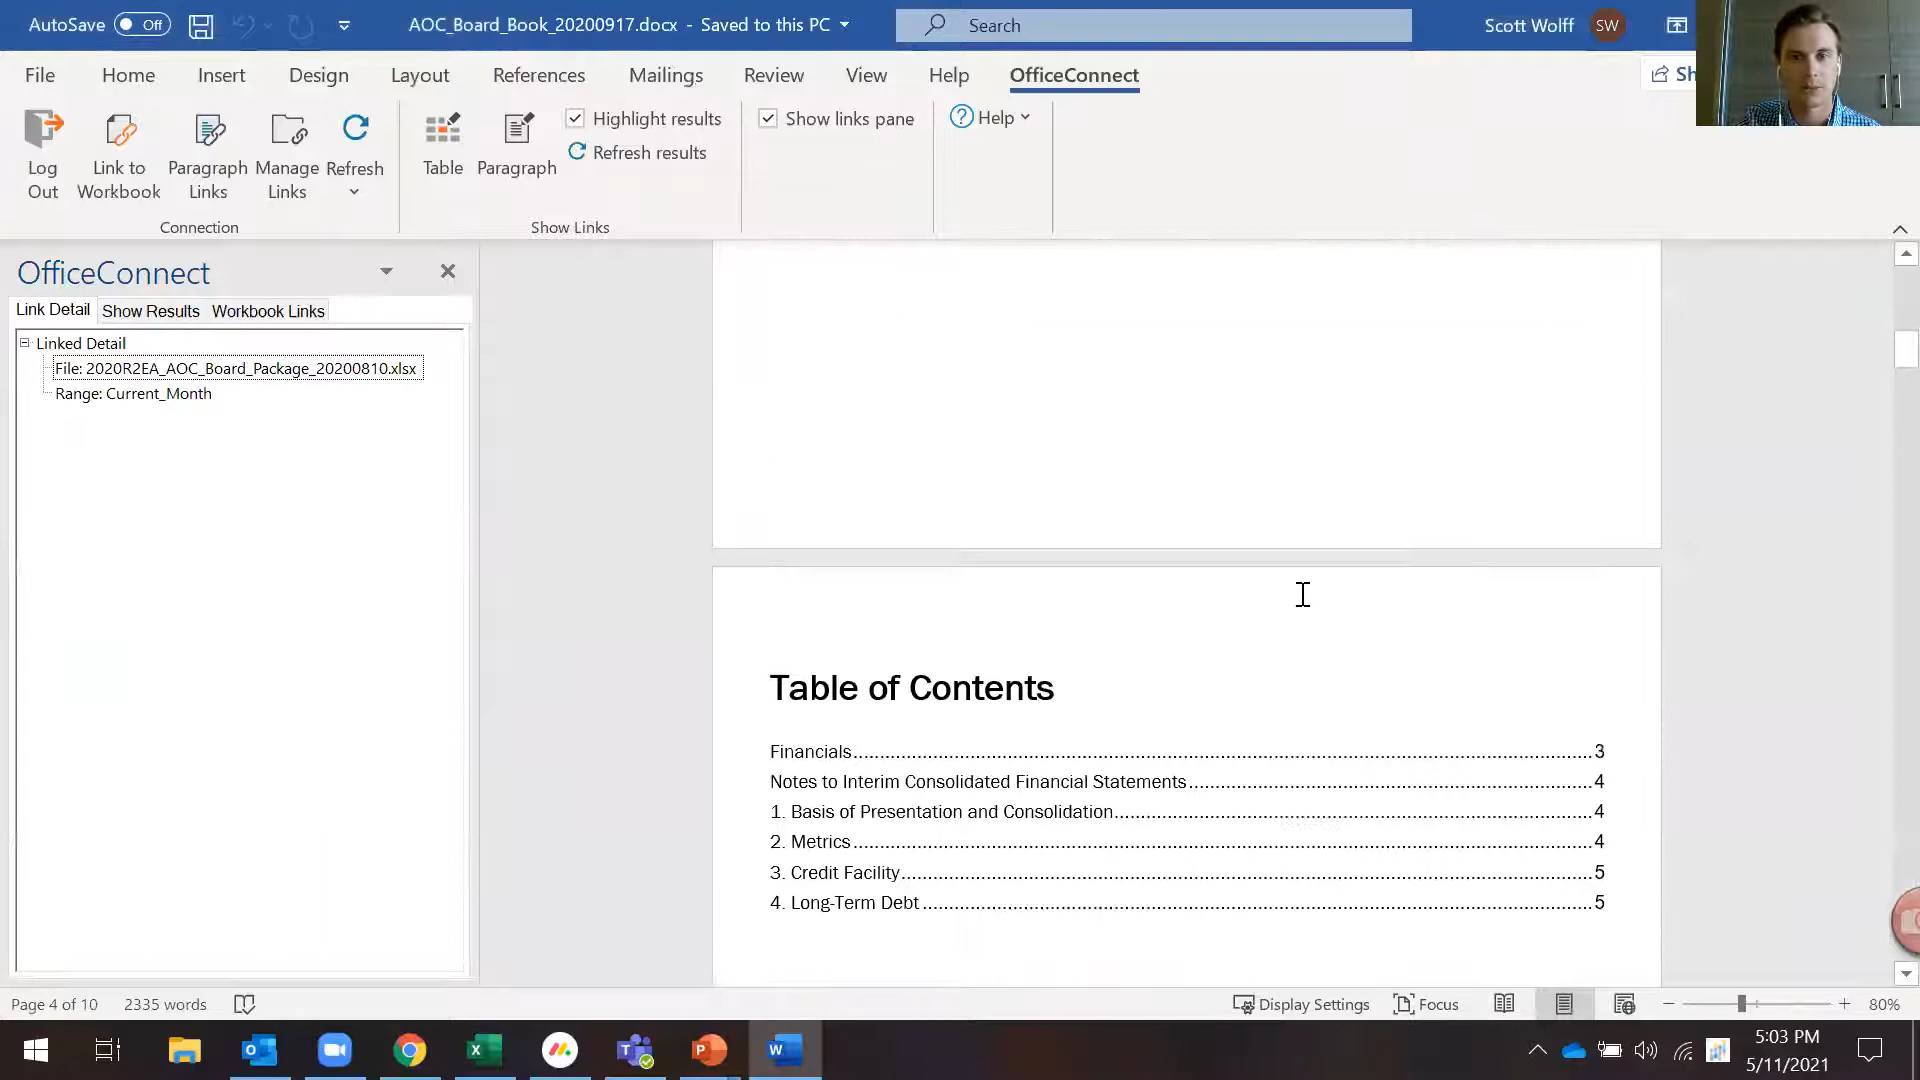 AutoSave Off AOC_Board_Book_20200917.docx - Saved to this PC Search Scott Wolff SW
File Home Insert Design Layout References Mailings Review View Help OfficeConnect Sh
Log Out
Link to Workbook
Paragraph Links
Manage Links
Refresh
Connection
Table
Paragraph
Highlight results
Refresh results
Show Links
Show links pane
Help
OfficeConnect
Link Detail Show Results Workbook Links
Linked Detail
File: 2020R2EA_AOC_Board_Package_20200810.xlsx
Range: Current_Month
Table of Contents
Financials 3
Notes to Interim Consolidated Financial Statements 4
1. Basis of Presentation and Consolidation 4
2. Metrics 4
3. Credit Facility 5
4. Long-Term Debt 5
Page 4 of 10 2335 words Display Settings Focus 80%
5:03 PM
5/11/2021